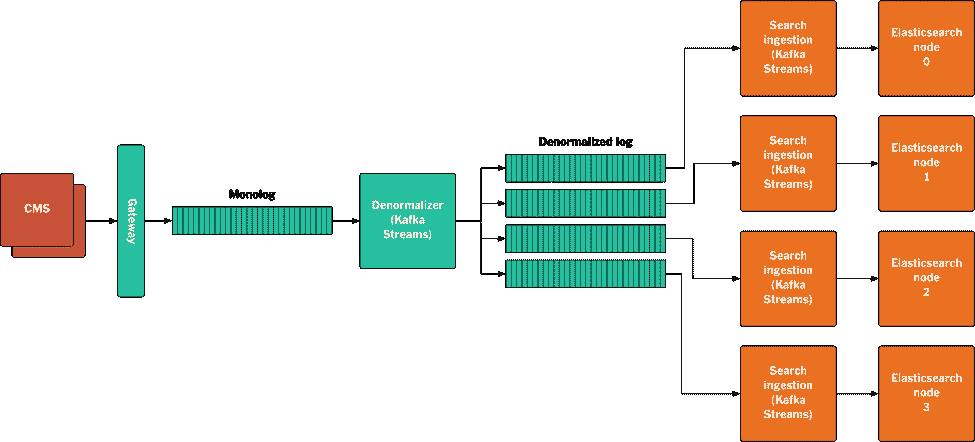 CMS
Gateway
Monolog
Denormalizer
(Kafka
Streams)
Denormalized log
Search
ingestion
(Kafka
Streams)
Elasticsearch
node
0
Search
ingestion
(Kafka
Streams)
Elasticsearch
node
1
Search
ingestion
(Kafka
Streams)
Elasticsearch
node
2
Search
ingestion
(Kafka
Streams)
Elasticsearch
node
3